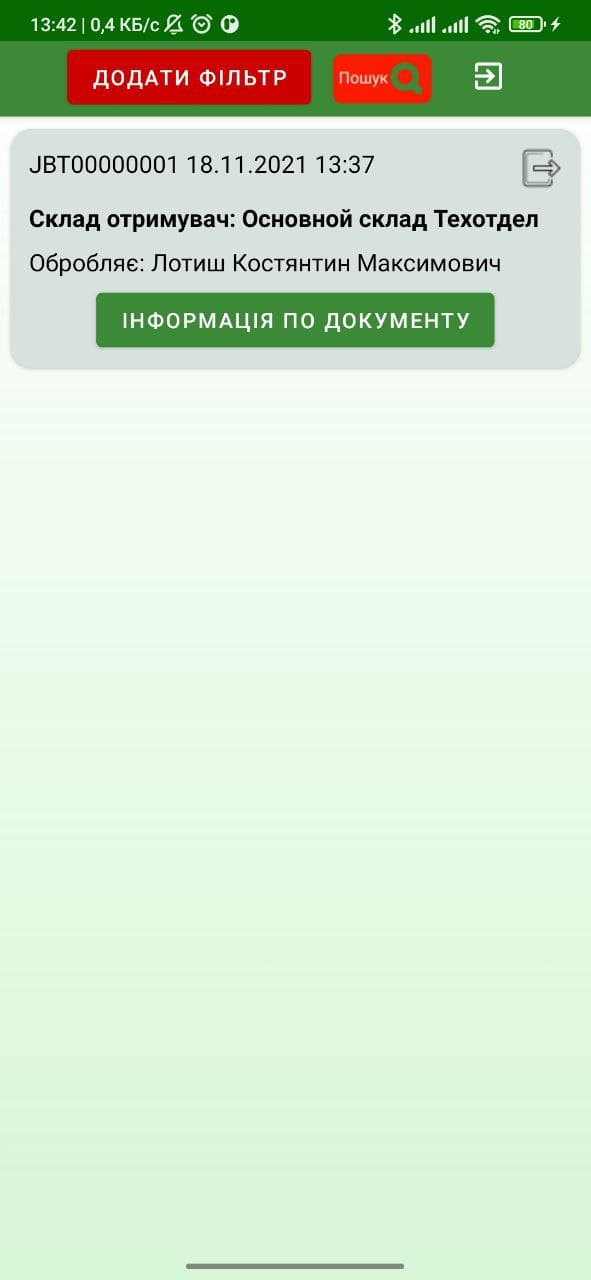 13:42 | 0,4 КБ/с 80
ДОДАТИ ФІЛЬТР Пошук
JBT00000001 18.11.2021 13:37
Склад отримувач: Основной склад Техотдел
Обробляє: Лотиш Костянтин Максимович
ІНФОРМАЦІЯ ПО ДОКУМЕНТУ